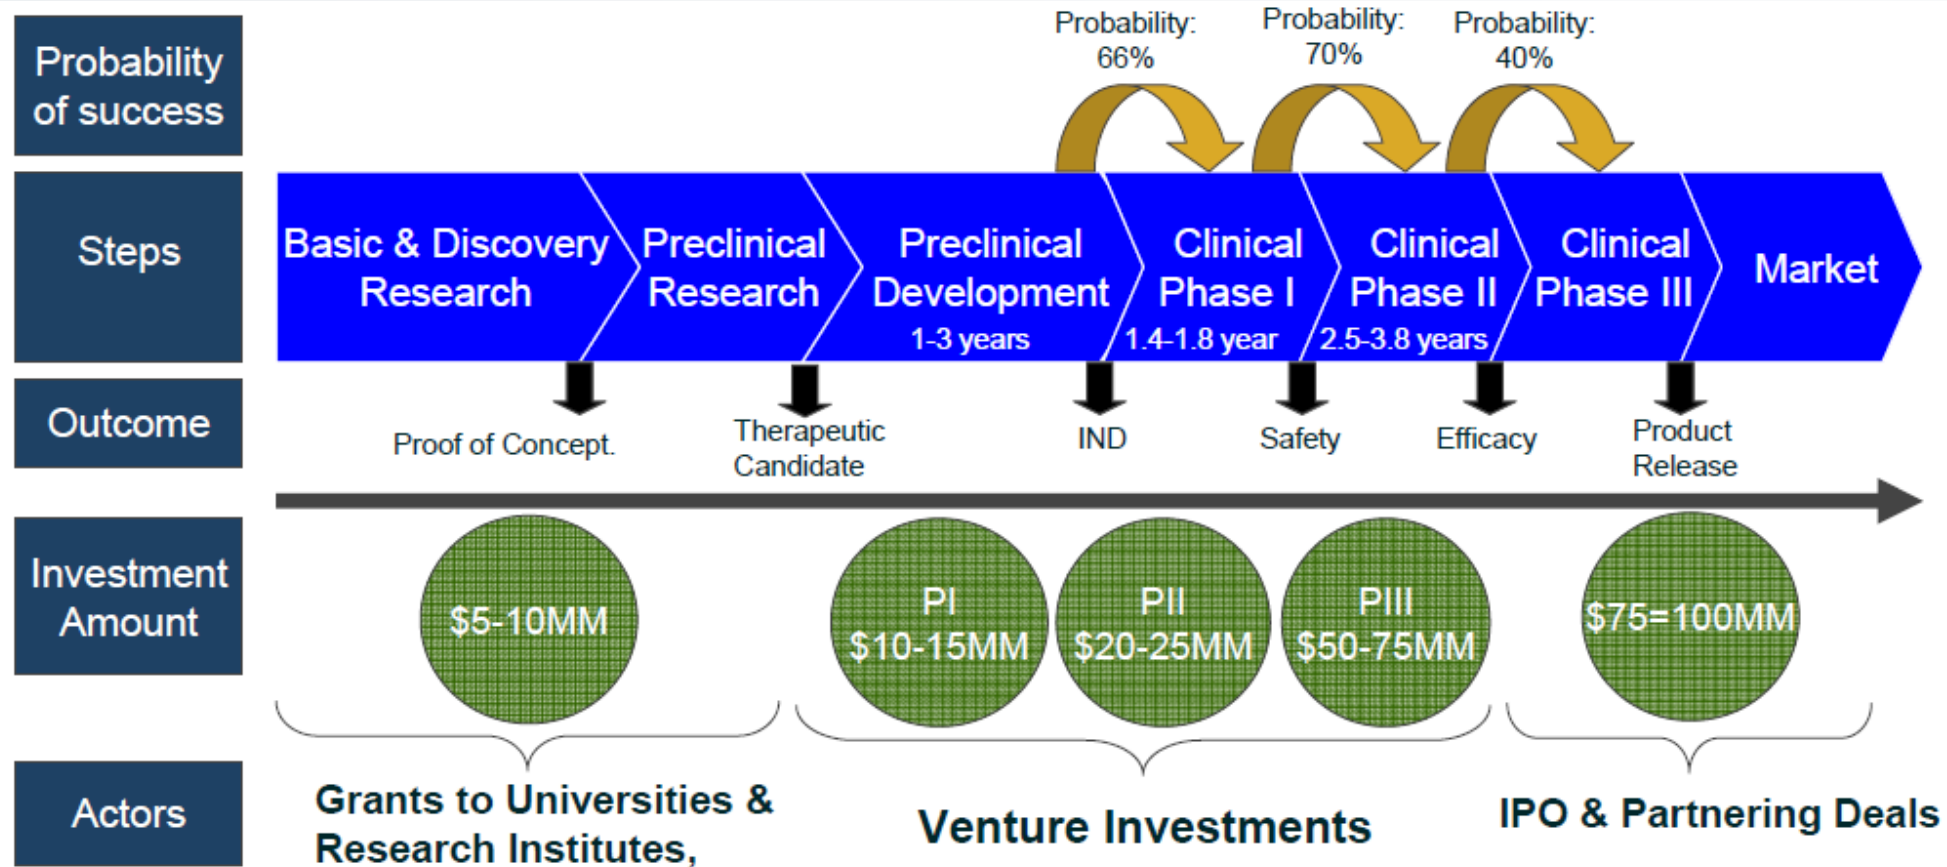 Probability
of success
Probability:
66%
Probability:
70%
Probability:
40%
Steps
Basic & Discovery
Research
Preclinical
Research
Preclinical
Development
1-3 years
Clinical
Phase I
1.4-1.8 year
Clinical
Phase II
2.5-3.8 years
Clinical
Phase III
Market
Outcome
Proof of Concept.
Therapeutic
Candidate
IND
Safety
Efficacy
Product
Release
Investment
Amount
$5-10MM
PI
$10-15MM
PII
$20-25MM
PIII
$50-75MM
$75=100MM
Actors
Grants to Universities &
Research Institutes,
Venture Investments
IPO & Partnering Deals